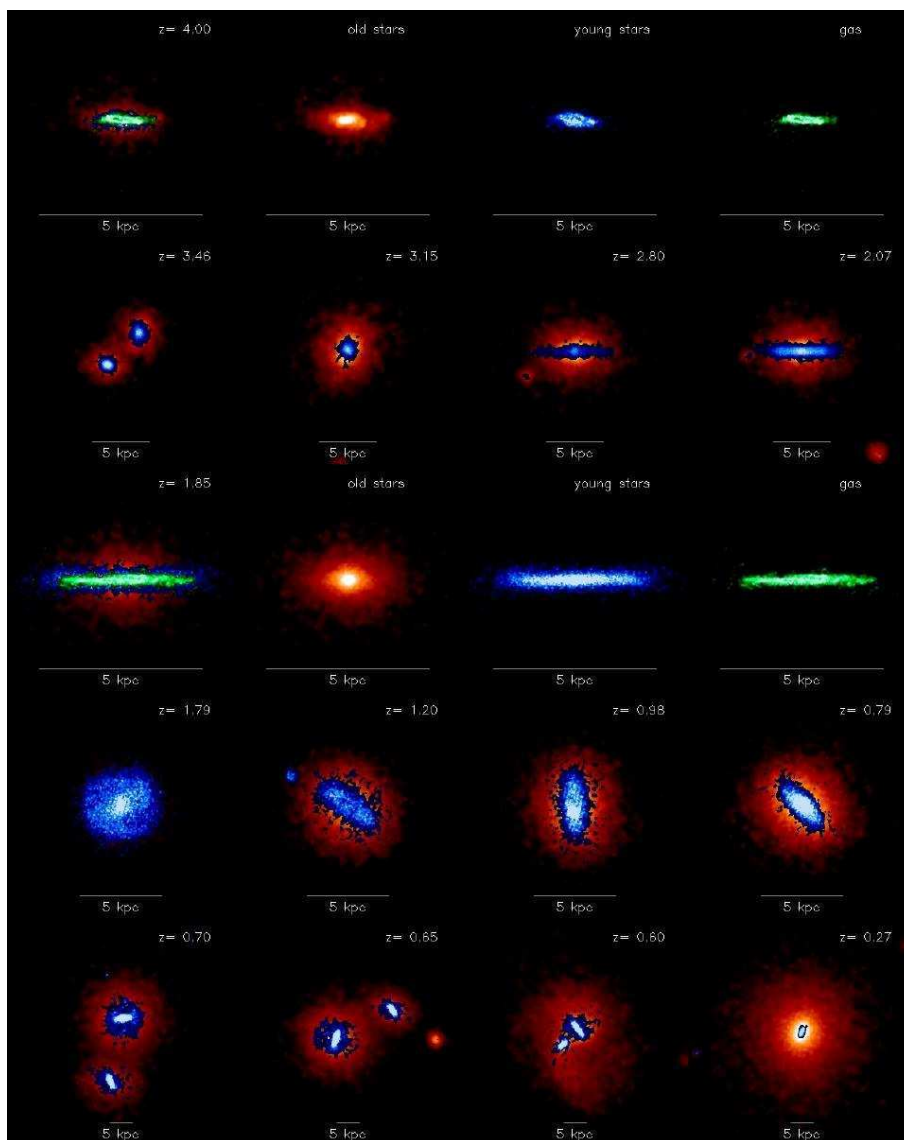 z= 4.00 old stars young stars gas
5 kpc 5 kpc 5 kpc 5 kpc
z= 3.46 z= 3.15 z= 2.80 z= 2.07
5 kpc 5 kpc 5 kpc 5 kpc
z= 1.85 old stars young stars gas
5 kpc 5 kpc 5 kpc 5 kpc
z= 1.79 z= 1.20 z= 0.98 z= 0.79
5 kpc 5 kpc 5 kpc 5 kpc
z= 0.70 z= 0.65 z= 0.60 z= 0.27
5 kpc 5 kpc 5 kpc 5 kpc